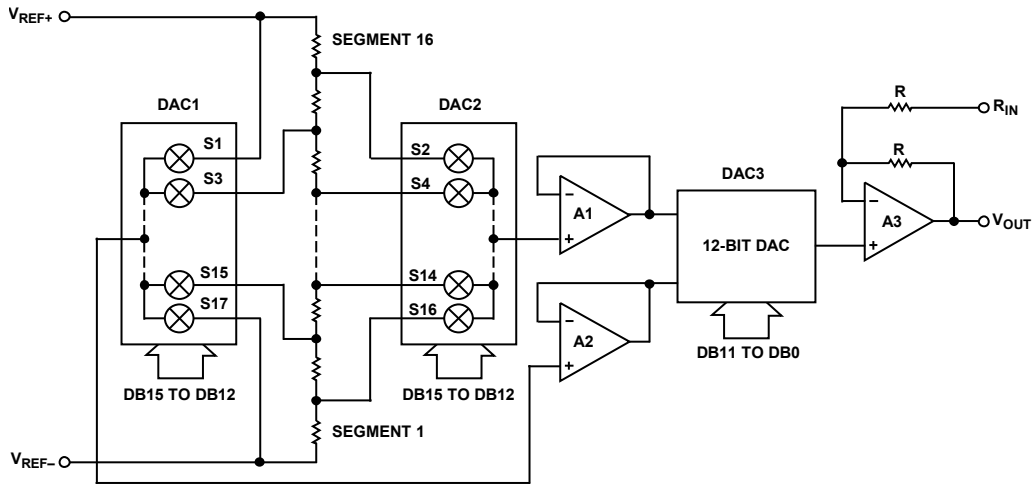 VREF+
SEGMENT 16
DAC1
DAC2
S1
S3
S15
S17
DB15 TO DB12
S2
S4
S14
S16
DB15 TO DB12
SEGMENT 1
VREF–
A1
–
+
A2
–
+
DAC3
12-BIT DAC
DB11 TO DB0
R
RIN
R
A3
–
+
VOUT